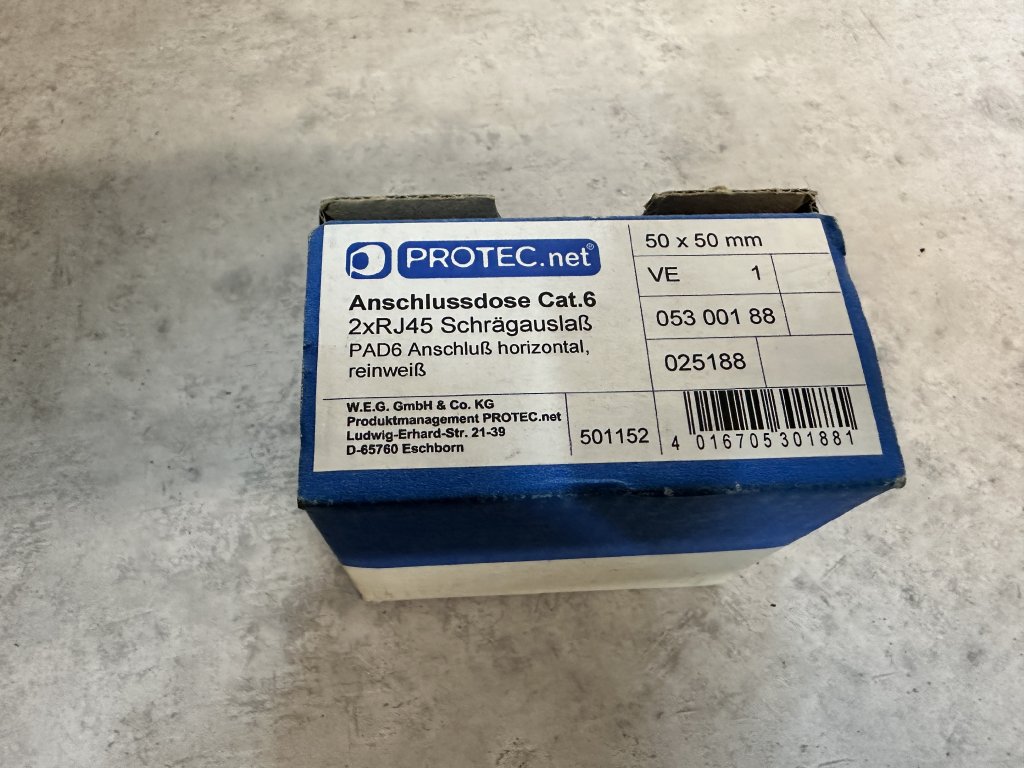 PROTEC.net®
Anschlussdose Cat.6
2xRJ45 Schrägauslaß
PAD6 Anschluß horizontal,
reinweiß
W.E.G. GmbH & Co. KG
Produktmanagement PROTEC.net
Ludwig-Erhard-Str. 21-39
D-65760 Eschborn
501152
50 x 50 mm
VE 1
053 001 88
025188
4 016705 301881